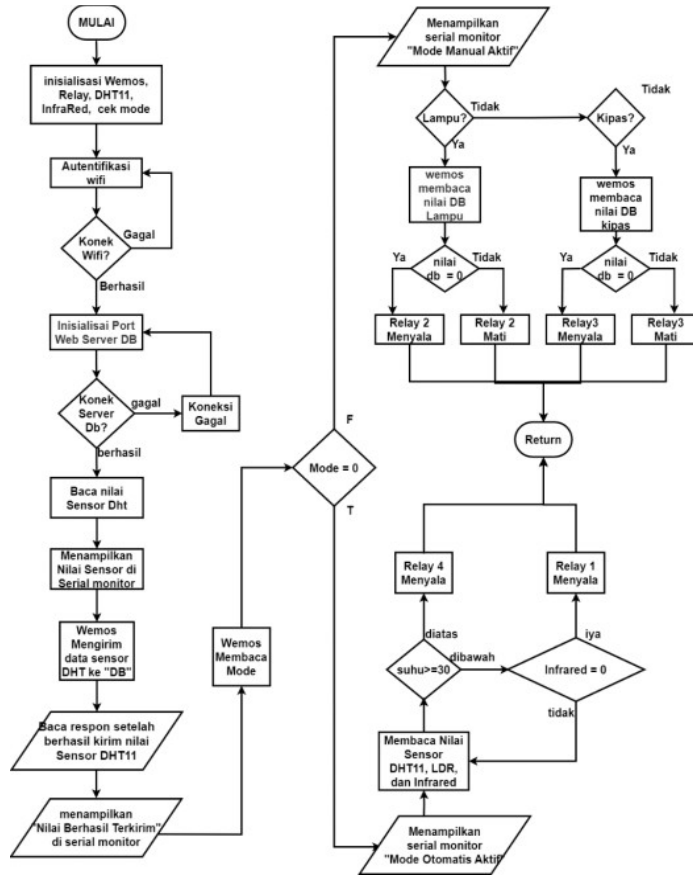 MULAI
inisialisasi Wemos,
Relay, DHT11,
InfraRed, cek mode
Autentifikasi
wifi
Gagal
Konek
Wifi?
Berhasil
Inisialisai Port
Web Server DB
Konek
Server
Db?
gagal
Koneksi
Gagal
berhasil
Baca nilai
Sensor Dht
Menampilkan
Nilai Sensor di
Serial monitor
Wemos
Mengirim
data sensor
DHT ke "DB"
Baca respon setelah
berhasil kirim nilai
Sensor DHT11
menampilkan
"Nilai Berhasil Terkirim"
di serial monitor
Wemos
Membaca
Mode
Mode = 0
F
T
Menampilkan
serial monitor
"Mode Manual Aktif"
Lampu?
Tidak
Kipas?
Tidak
Ya
Ya
wemos
membaca
nilai DB
Lampu
wemos
membaca
nilai DB
kipas
Ya
nilai
db = 0
Tidak
Ya
nilai
db = 0
Tidak
Relay 2
Menyala
Relay 2
Mati
Relay3
Menyala
Relay3
Mati
Return
Relay 4
Menyala
Relay 1
Menyala
diatas
iya
suhu>=30
dibawah
Infrared = 0
tidak
Membaca Nilai
Sensor
DHT11, LDR,
dan Infrared
Menampilkan
serial monitor
"Mode Otomatis Aktif"